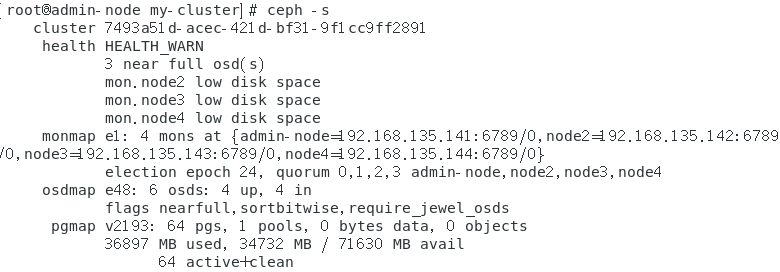 [root@admin-node my-cluster]# ceph -s
cluster 7493a51d-acec-421d-bf31-9f1cc9ff2891
health HEALTH_WARN
3 near full osd(s)
mon.node2 low disk space
mon.node3 low disk space
mon.node4 low disk space
monmap e1: 4 mons at {admin-node=192.168.135.141:6789/0,node2=192.168.135.142:6789
/0,node3=192.168.135.143:6789/0,node4=192.168.135.144:6789/0}
election epoch 24, quorum 0,1,2,3 admin-node,node2,node3,node4
osdmap e48: 6 osds: 4 up, 4 in
flags nearfull,sortbitwise,require_jewel_osds
pgmap v2193: 64 pgs, 1 pools, 0 bytes data, 0 objects
36897 MB used, 34732 MB / 71630 MB avail
64 active+clean